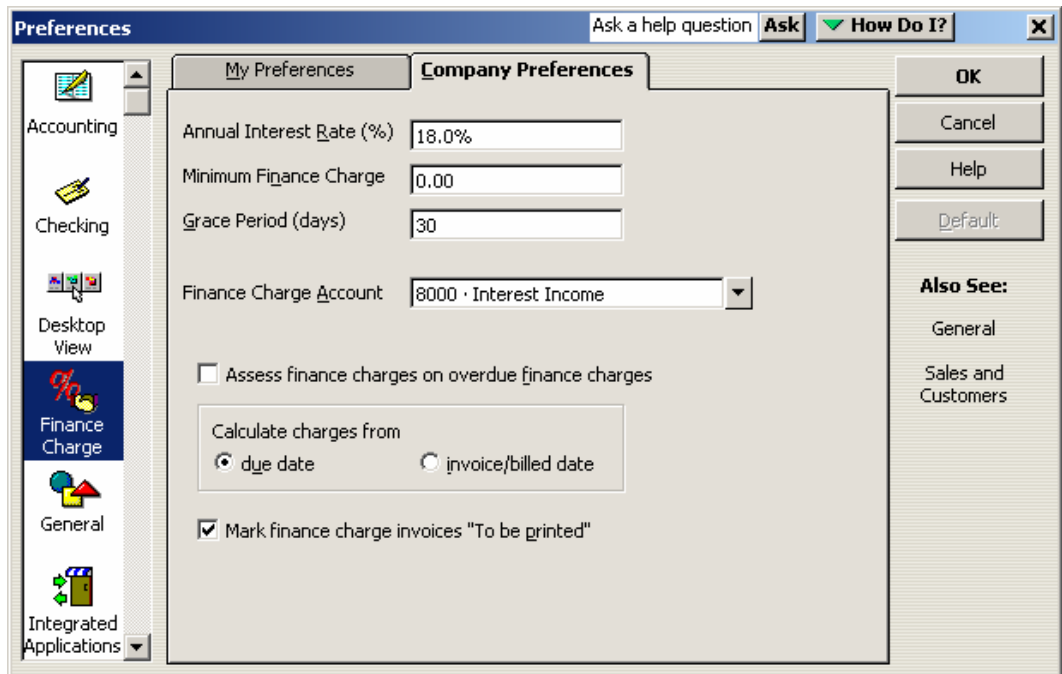 Preferences
Ask a help question Ask How Do I?
Accounting
Checking
Desktop
View
Finance
Charge
General
Integrated
Applications
My Preferences
Company Preferences
Annual Interest Rate (%) 18.0%
Minimum Finance Charge 0.00
Grace Period (days) 30
Finance Charge Account 8000 · Interest Income
Assess finance charges on overdue finance charges
Calculate charges from
due date invoice/billed date
Mark finance charge invoices "To be printed"
OK
Cancel
Help
Default
Also See:
General
Sales and
Customers